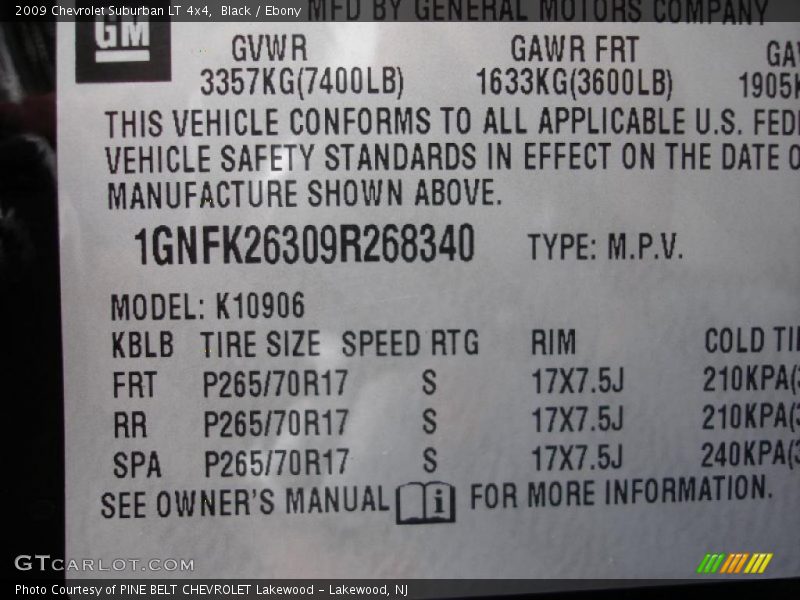 2009 Chevrolet Suburban LT 4x4, Black / Ebony
MFD BY GENERAL MOTORS COMPANY
GM
GVWR GAWR FRT
3357KG(7400LB) 1633KG(3600LB)
THIS VEHICLE CONFORMS TO ALL APPLICABLE U.S.
VEHICLE SAFETY STANDARDS IN EFFECT ON THE DATE
MANUFACTURE SHOWN ABOVE.
1GNFK26309R268340 TYPE: M.P.V.
MODEL: K10906
KBLB TIRE SIZE SPEED RTG RIM COLD
FRT P265/70R17 S 17X7.5J 210KPA
RR P265/70R17 S 17X7.5J 210KPA
SPA P265/70R17 S 17X7.5J 240KPA
SEE OWNER'S MANUAL i FOR MORE INFORMATION.
GTCARLOT.COM
Photo Courtesy of PINE BELT CHEVROLET Lakewood - Lakewood, NJ